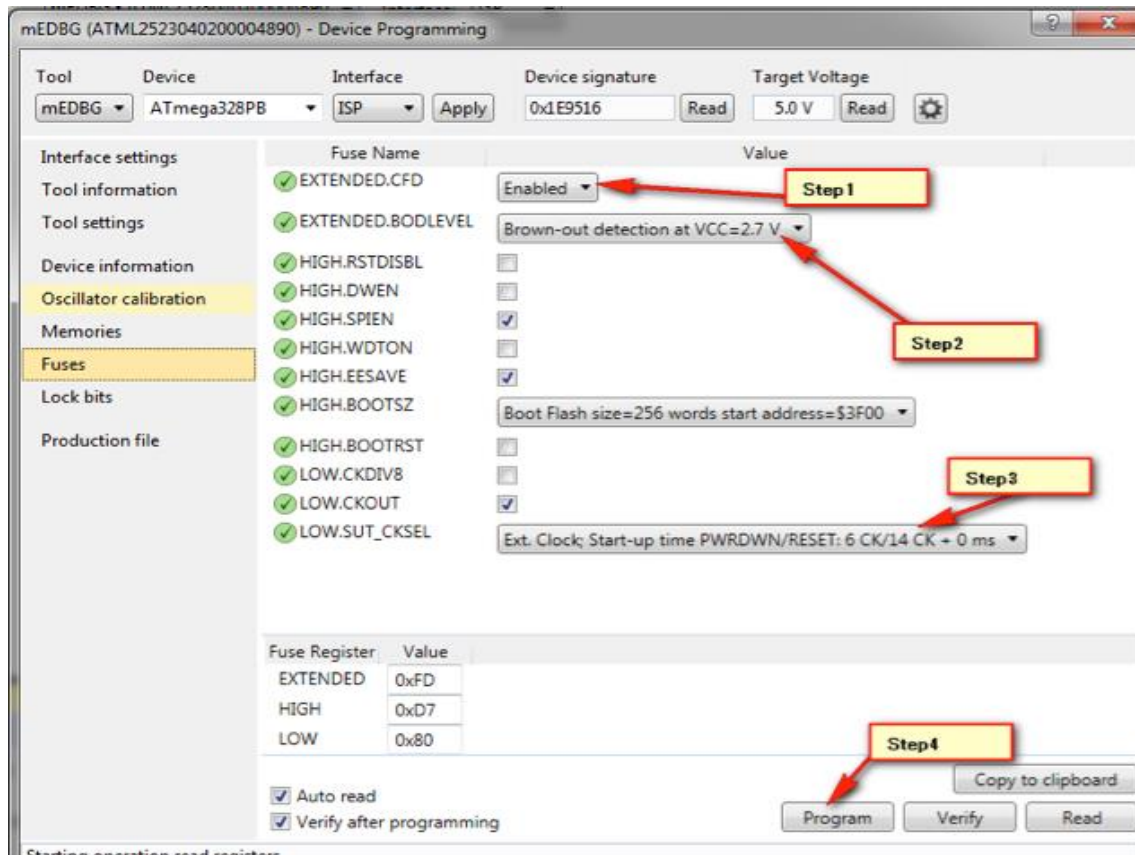 mEDBG (ATML2523040200004890) - Device Programming
Tool Device Interface Device signature Target Voltage
mEDBG ATmega328PB ISP Apply 0x1E9516 Read 5.0 V Read
Interface settings
Tool information
Tool settings
Device information
Oscillator calibration
Memories
Fuses
Lock bits
Production file
Fuse Name Value
EXTENDED.CFD Enabled Step1
EXTENDED.BODLEVEL Brown-out detection at VCC=2.7 V
HIGH.RSTDISBL
HIGH.DWEN
HIGH.SPIEN
HIGH.WDTON Step2
HIGH.EESAVE
HIGH.BOOTSZ Boot Flash size=256 words start address=$3F00
HIGH.BOOTRST
LOW.CKDIV8 Step3
LOW.CKOUT
LOW.SUT_CKSEL Ext. Clock; Start-up time PWRDWN/RESET: 6 CK/14 CK + 0 ms
Fuse Register Value
EXTENDED 0xFD
HIGH 0xD7
LOW 0x80
Step4
Copy to clipboard
Auto read
Verify after programming
Program Verify Read
Starting operation read registers